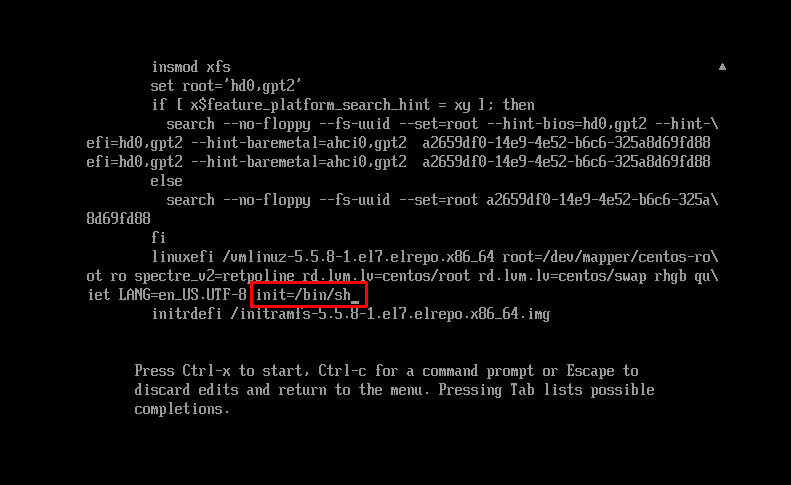 insmod xfs
set root='hd0,gpt2'
if [ x$feature_platform_search_hint = xy ]; then
search --no-floppy --fs-uuid --set=root --hint-bios=hd0,gpt2 --hint-\
efi=hd0,gpt2 --hint-baremetal=ahci0,gpt2  a2659df0-14e9-4e52-b6c6-325a8d69fd88
efi=hd0,gpt2 --hint-baremetal=ahci0,gpt2  a2659df0-14e9-4e52-b6c6-325a8d69fd88
else
search --no-floppy --fs-uuid --set=root a2659df0-14e9-4e52-b6c6-325a\
8d69fd88
fi
linuxefi /vmlinuz-5.5.8-1.el7.elrepo.x86_64 root=/dev/mapper/centos-ro\
ot ro spectre_v2=retpoline rd.lvm.lv=centos/root rd.lvm.lv=centos/swap rhgb qu\
iet LANG=en_US.UTF-8 init=/bin/sh_
initrdefi /initramfs-5.5.8-1.el7.elrepo.x86_64.img
Press Ctrl-x to start, Ctrl-c for a command prompt or Escape to
discard edits and return to the menu. Pressing Tab lists possible
completions.